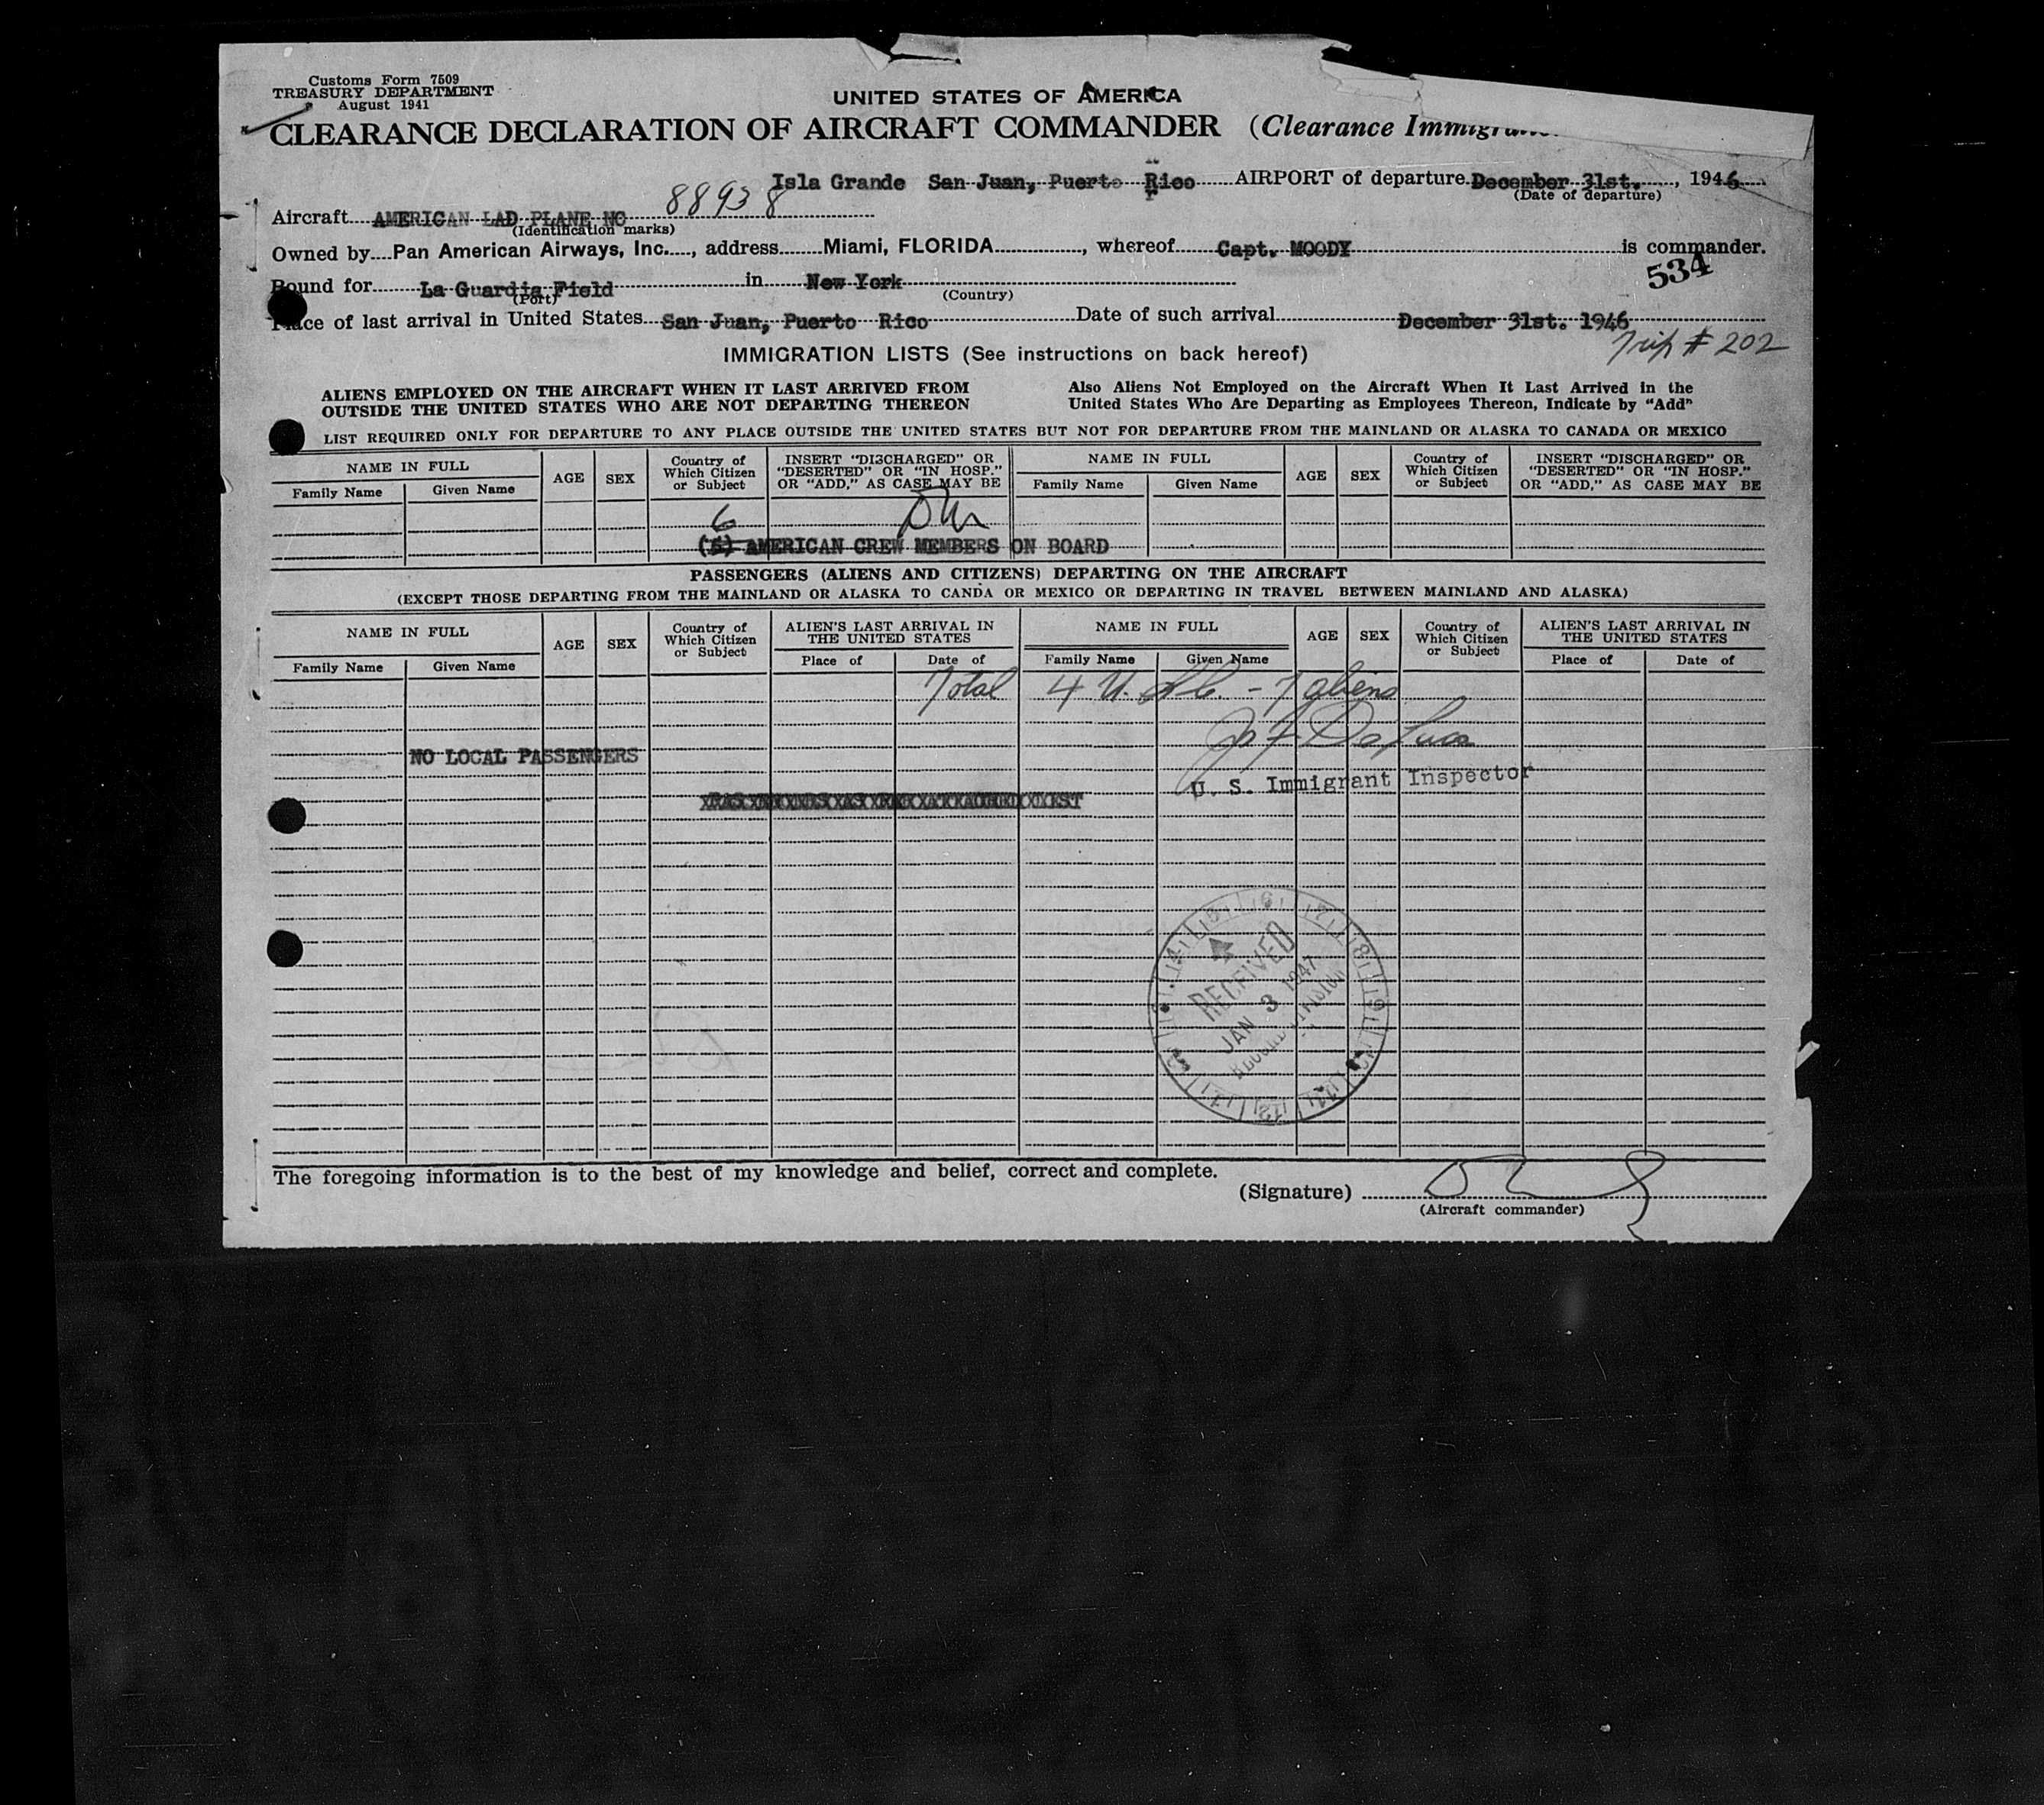 Customs Form 7509
TREASURY DEPARTMENT
August 1941
UNITED STATES OF AMERICA
CLEARANCE DECLARATION OF AIRCRAFT COMMANDER (Clearance
Isla Grande San Juan, Puerto Rico AIRPORT of departure December 31st., 1946
(Date of departure)
Aircraft AMERICAN LAD PLANE NC 88938
(Identification marks)
Owned by Pan American Airways, Inc., address Miami, FLORIDA, whereof Capt. MOODY is commander.
534
Bound for La Guardia Field in New York
(Port) (Country)
Place of last arrival in United States San Juan, Puerto Rico Date of such arrival December 31st. 1946
Trip # 202
IMMIGRATION LISTS (See instructions on back hereof)
ALIENS EMPLOYED ON THE AIRCRAFT WHEN IT LAST ARRIVED FROM
OUTSIDE THE UNITED STATES WHO ARE NOT DEPARTING THEREON
Also Aliens Not Employed on the Aircraft When It Last Arrived in the
United States Who Are Departing as Employees Thereon, Indicate by "Add"
LIST REQUIRED ONLY FOR DEPARTURE TO ANY PLACE OUTSIDE THE UNITED STATES BUT NOT FOR DEPARTURE FROM THE MAINLAND OR ALASKA TO CANADA OR MEXICO
NAME IN FULL
Family Name Given Name
AGE
SEX
Country of
Which Citizen
or Subject
INSERT "DISCHARGED" OR
"DESERTED" OR "IN HOSP."
OR "ADD," AS CASE MAY BE
NAME IN FULL
Family Name Given Name
AGE
SEX
Country of
Which Citizen
or Subject
INSERT "DISCHARGED" OR
"DESERTED" OR "IN HOSP."
OR "ADD," AS CASE MAY BE
6
(5) AMERICAN CREW MEMBERS ON BOARD
PASSENGERS (ALIENS AND CITIZENS) DEPARTING ON THE AIRCRAFT
(EXCEPT THOSE DEPARTING FROM THE MAINLAND OR ALASKA TO CANDA OR MEXICO OR DEPARTING IN TRAVEL BETWEEN MAINLAND AND ALASKA)
NAME IN FULL
Family Name Given Name
AGE
SEX
Country of
Which Citizen
or Subject
ALIEN'S LAST ARRIVAL IN
THE UNITED STATES
Place of Date of
NAME IN FULL
Family Name Given Name
AGE
SEX
Country of
Which Citizen
or Subject
ALIEN'S LAST ARRIVAL IN
THE UNITED STATES
Place of Date of
Total 4 U. - 7 aliens
NO LOCAL PASSENGERS
U. S. Immigrant Inspector
RECEIVED
JAN 3 1947
DIVISION
The foregoing information is to the best of my knowledge and belief, correct and complete.
(Signature)
(Aircraft commander)